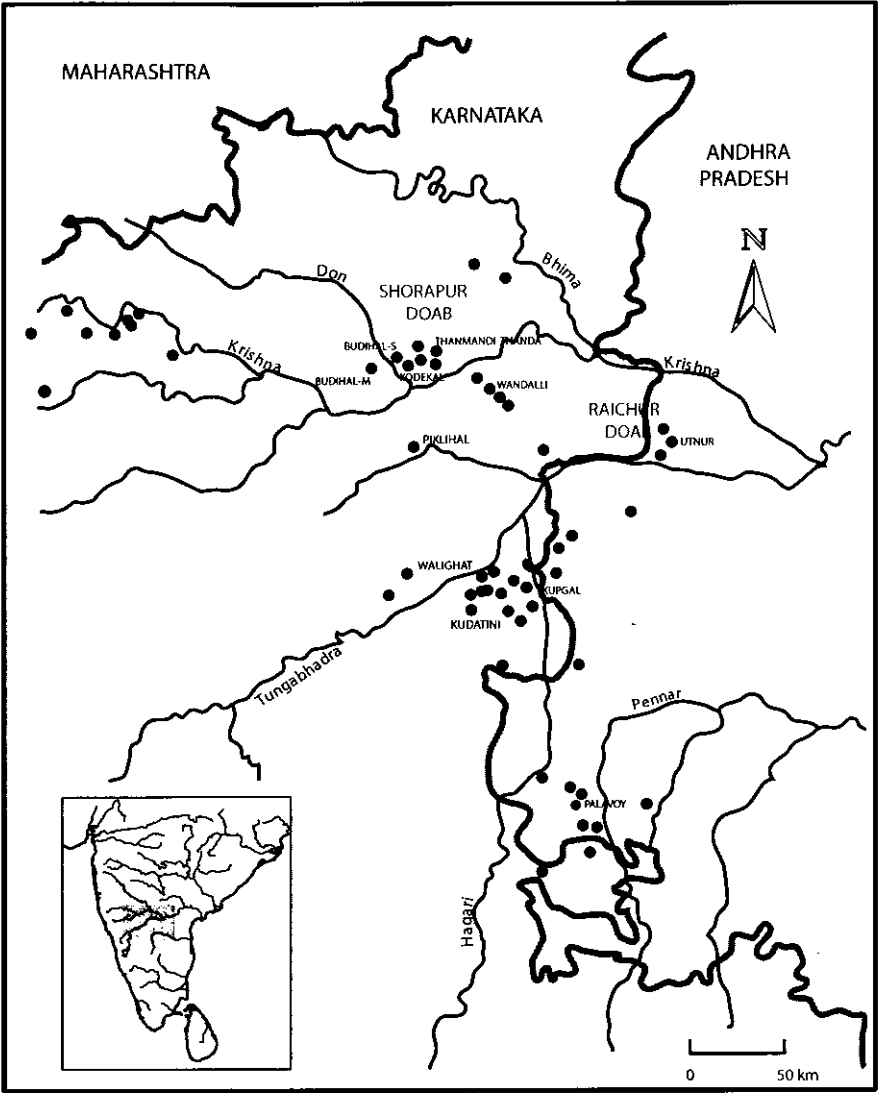 MAHARASHTRA
KARNATAKA
ANDHRA
PRADESH
N
Bhima
Don
SHORAPUR
DOAB
BUDIHAL-S
THANMANDI THANDA
Krishna
Krishna
BUDIHAL-M
KODEKAL
WANDALLI
RAICHUR
DOAB
UTNUR
PIKLIHAL
WALIGHAT
KUPGAL
KUDATINI
Tungabhadra
Pennar
PALAVOY
Hagari
0 50 km